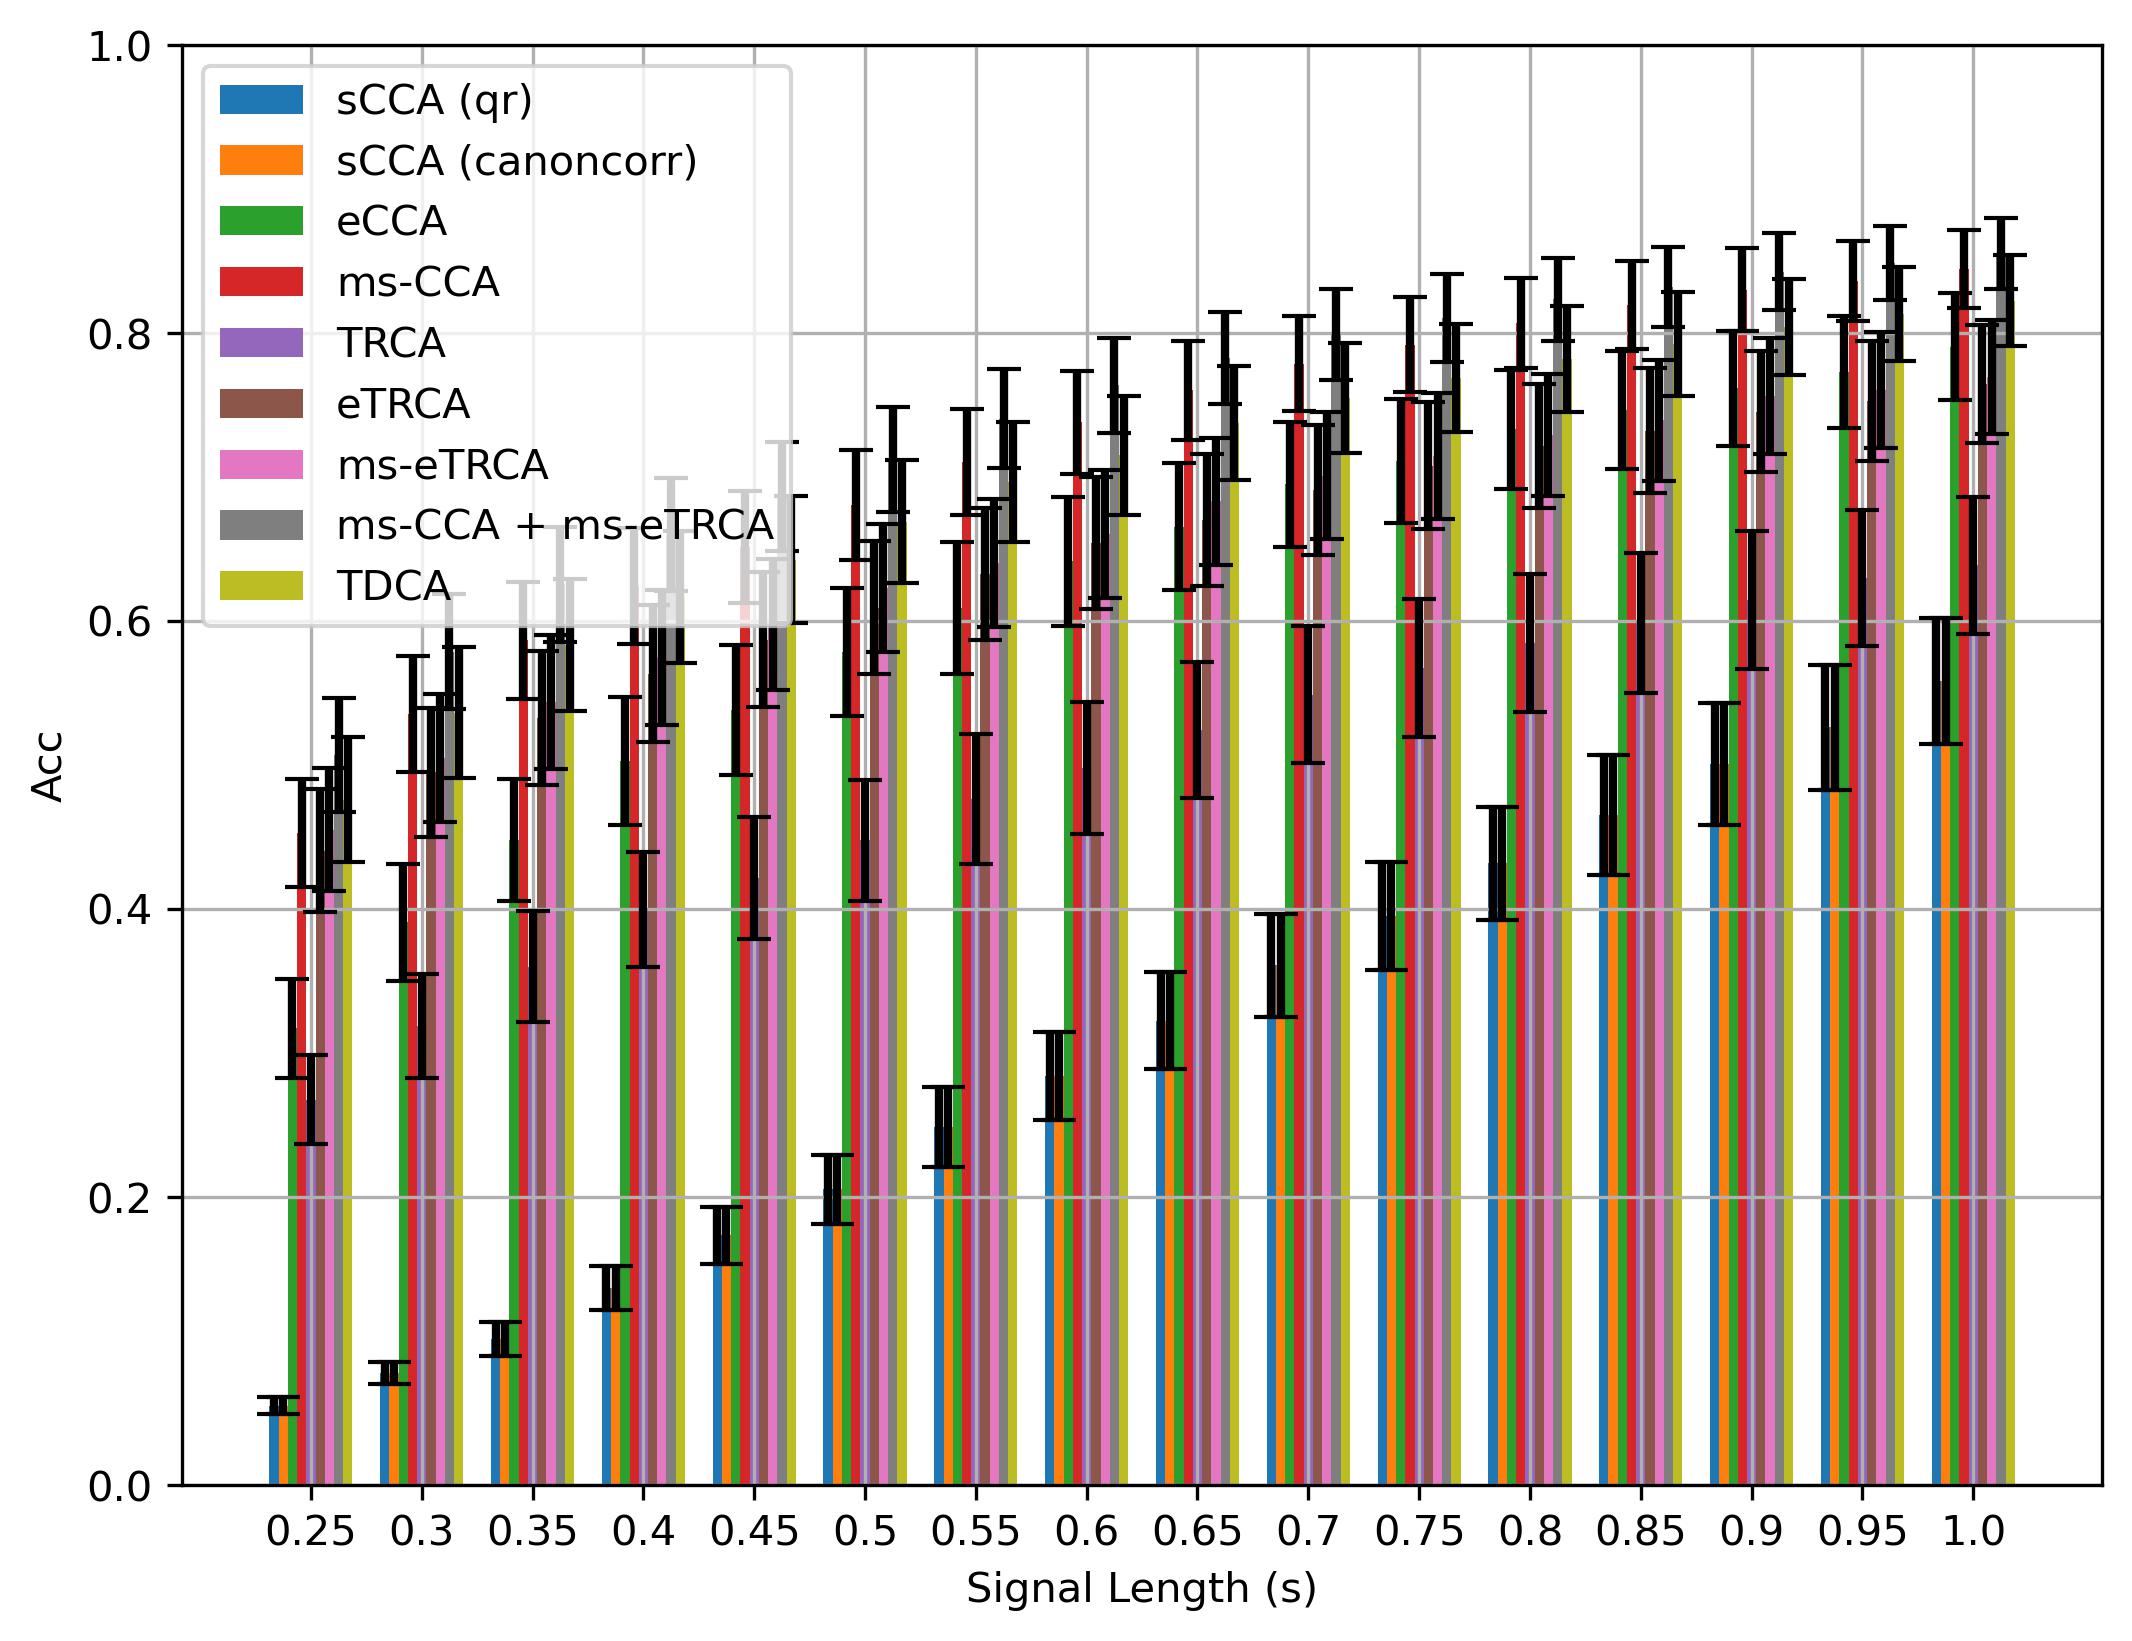 1.0
0.8
0.6
0.4
0.2
0.0
Acc
sCCA (qr)
sCCA (canoncorr)
eCCA
ms-CCA
TRCA
eTRCA
ms-eTRCA
ms-CCA + ms-eTRCA
TDCA
0.25 0.3 0.35 0.4 0.45 0.5 0.55 0.6 0.65 0.7 0.75 0.8 0.85 0.9 0.95 1.0
Signal Length (s)